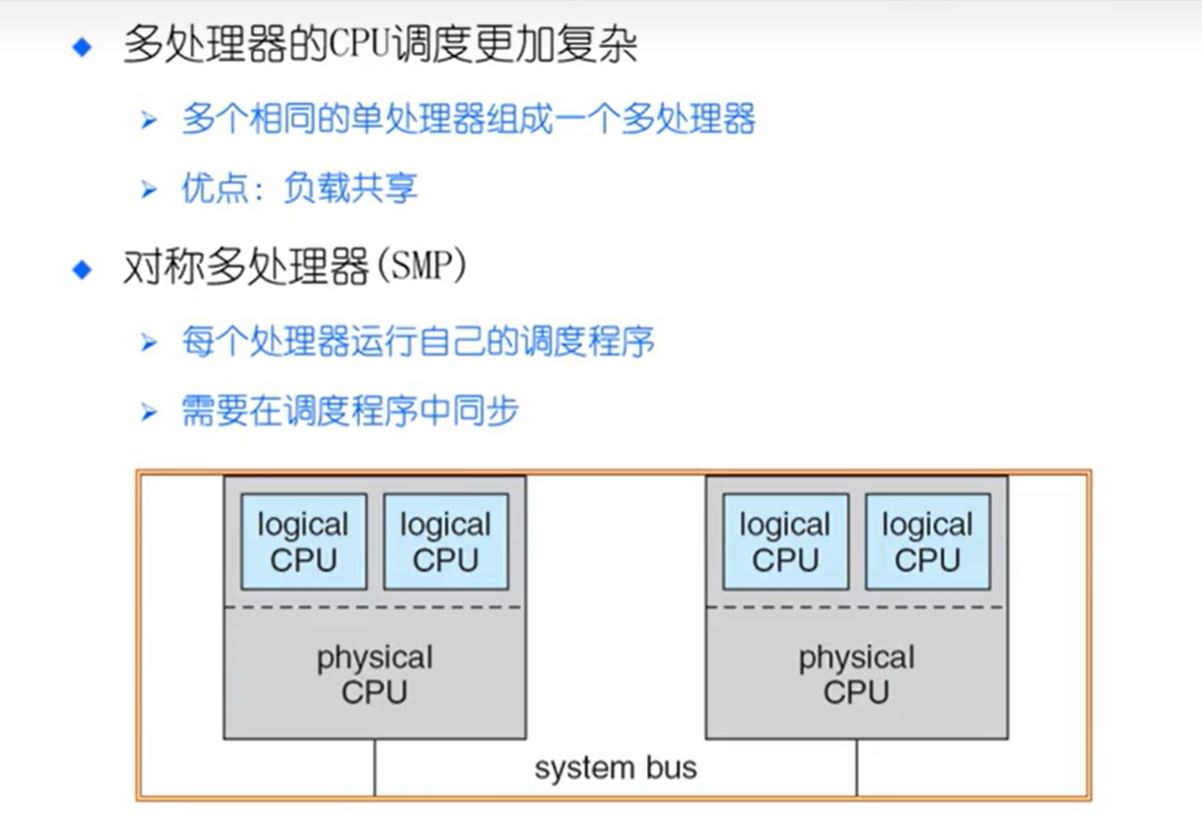 多处理器的CPU调度更加复杂
多个相同的单处理器组成一个多处理器
优点：负载共享
对称多处理器(SMP)
每个处理器运行自己的调度程序
需要在调度程序中同步
logical
CPU
logical
CPU
physical
CPU
logical
CPU
logical
CPU
physical
CPU
system bus